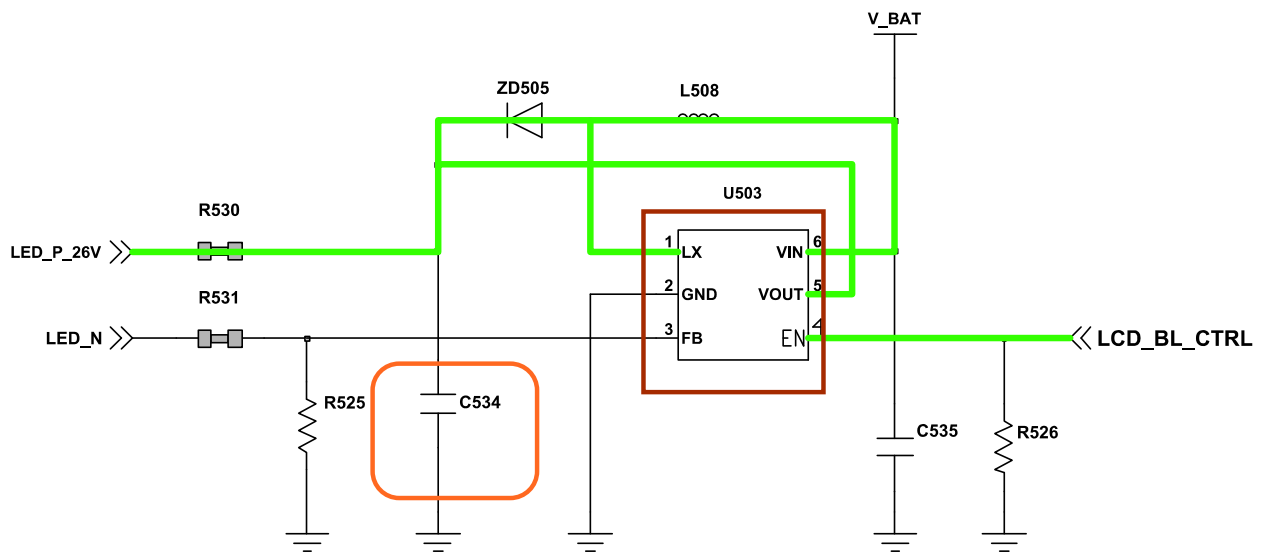 V_BAT
ZD505
L508
U503
R530
1 LX
VIN 6
LED_P_26V
2 GND
VOUT 5
R531
3 FB
EN 4
LED_N
LCD_BL_CTRL
R525
C534
C535
R526